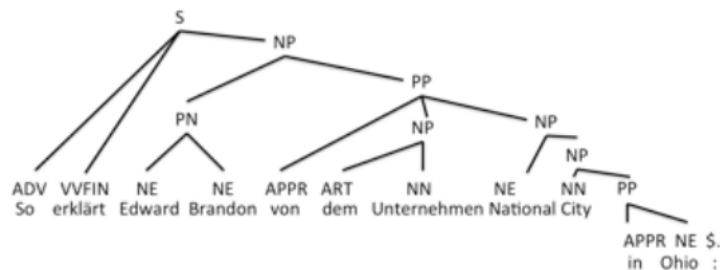 S
NP
PP
PN
NP
NP
NP
ADV VVFIN NE NE APPR ART NN NE NN PP
So erklärt Edward Brandon von dem Unternehmen National City
APPR NE $.
in Ohio :